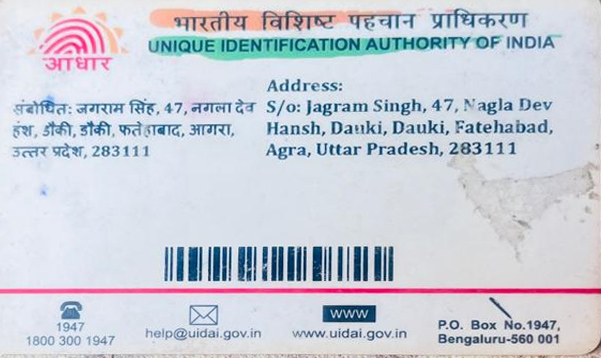 भारतीय विशिष्ट पहचान प्राधिकरण
UNIQUE IDENTIFICATION AUTHORITY OF INDIA
आधार
संबोधित: जगराम सिंह, 47, नगला देव
हंश, डौकी, डौकी, फतेहाबाद, आगरा,
उत्तर प्रदेश, 283111
Address:
S/o: Jagram Singh, 47, Nagla Dev
Hansh, Dauki, Dauki, Fatehabad,
Agra, Uttar Pradesh, 283111
1947
1800 300 1947
help@uidai.gov.in
www
www.uidai.gov.in
P.O. Box No.1947,
Bengaluru-560 001